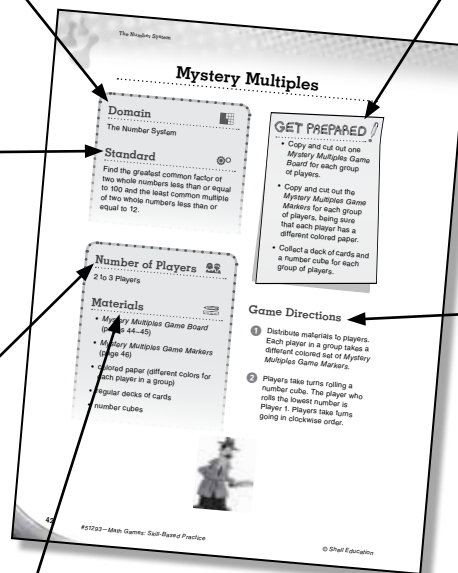 The Number System
Mystery Multiples
Domain
The Number System
Standard
Find the greatest common factor of
two whole numbers less than or equal
to 100 and the least common multiple
of two whole numbers less than or
equal to 12.
Number of Players
2 to 3 Players
Materials
• Mystery Multiples Game Board
(pages 44–45)
• Mystery Multiples Game Markers
(page 46)
• colored paper (different colors for
each player in a group)
• regular decks of cards
• number cubes
GET PREPARED!
• Copy and cut out one
Mystery Multiples Game
Board for each group
of players.
• Copy and cut out the
Mystery Multiples Game
Markers for each group
of players, being sure
that each player has a
different colored paper.
• Collect a deck of cards and
a number cube for each
group of players.
Game Directions
1 Distribute materials to players.
Each player in a group takes a
different colored set of Mystery
Multiples Game Markers.
2 Players take turns rolling a
number cube. The player who
rolls the lowest number is
Player 1. Players take turns
going in clockwise order.
42
#51293—Math Games: Skill-Based Practice
© Shell Education